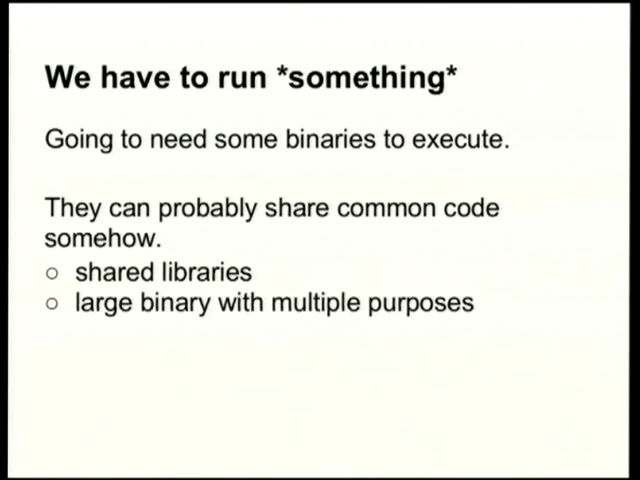 We have to run *something*
Going to need some binaries to execute.
They can probably share common code
somehow.
○ shared libraries
○ large binary with multiple purposes